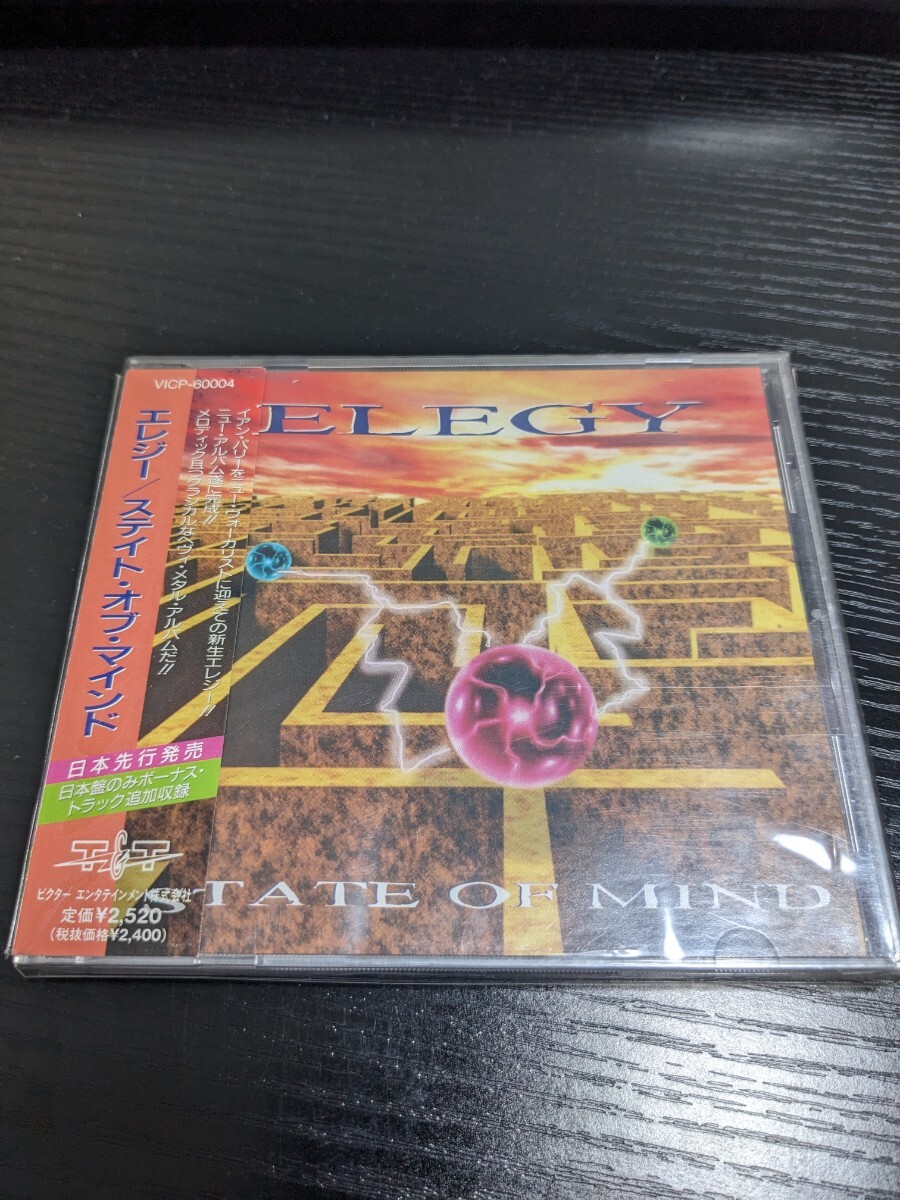 VICP-60004
エレジー/ステイト・オブ・マインド
イアン・パリーをニュー・ヴォーカリストに迎えての新生エレジー!!
ニュー・アルバム遂に完成!!
メロディック且つクラシカルなヘヴィ・メタル・アルバムだ!!
日本先行発売
日本盤のみボーナス・
トラック追加収録
T&T
ビクター エンタテインメント株式会社
定価¥2,520
(税抜価格¥2,400)
ELEGY
STATE OF MIND